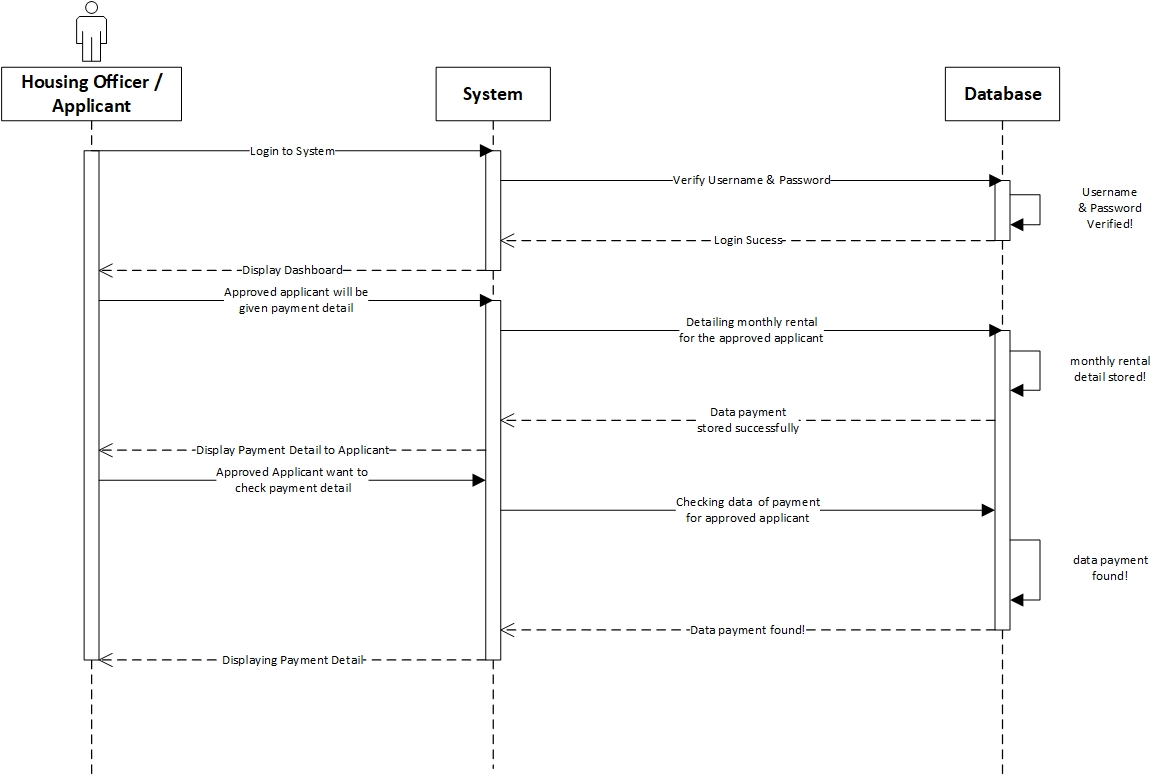 Housing Officer /
Applicant
System
Database
Login to System
Verify Username & Password
Username
& Password
Verified!
Login Sucess
Display Dashboard
Approved applicant will be
given payment detail
Detailing monthly rental
for the approved applicant
monthly rental
detail stored!
Data payment
stored successfully
Display Payment Detail to Applicant
Approved Applicant want to
check payment detail
Checking data of payment
for approved applicant
data payment
found!
Data payment found!
Displaying Payment Detail